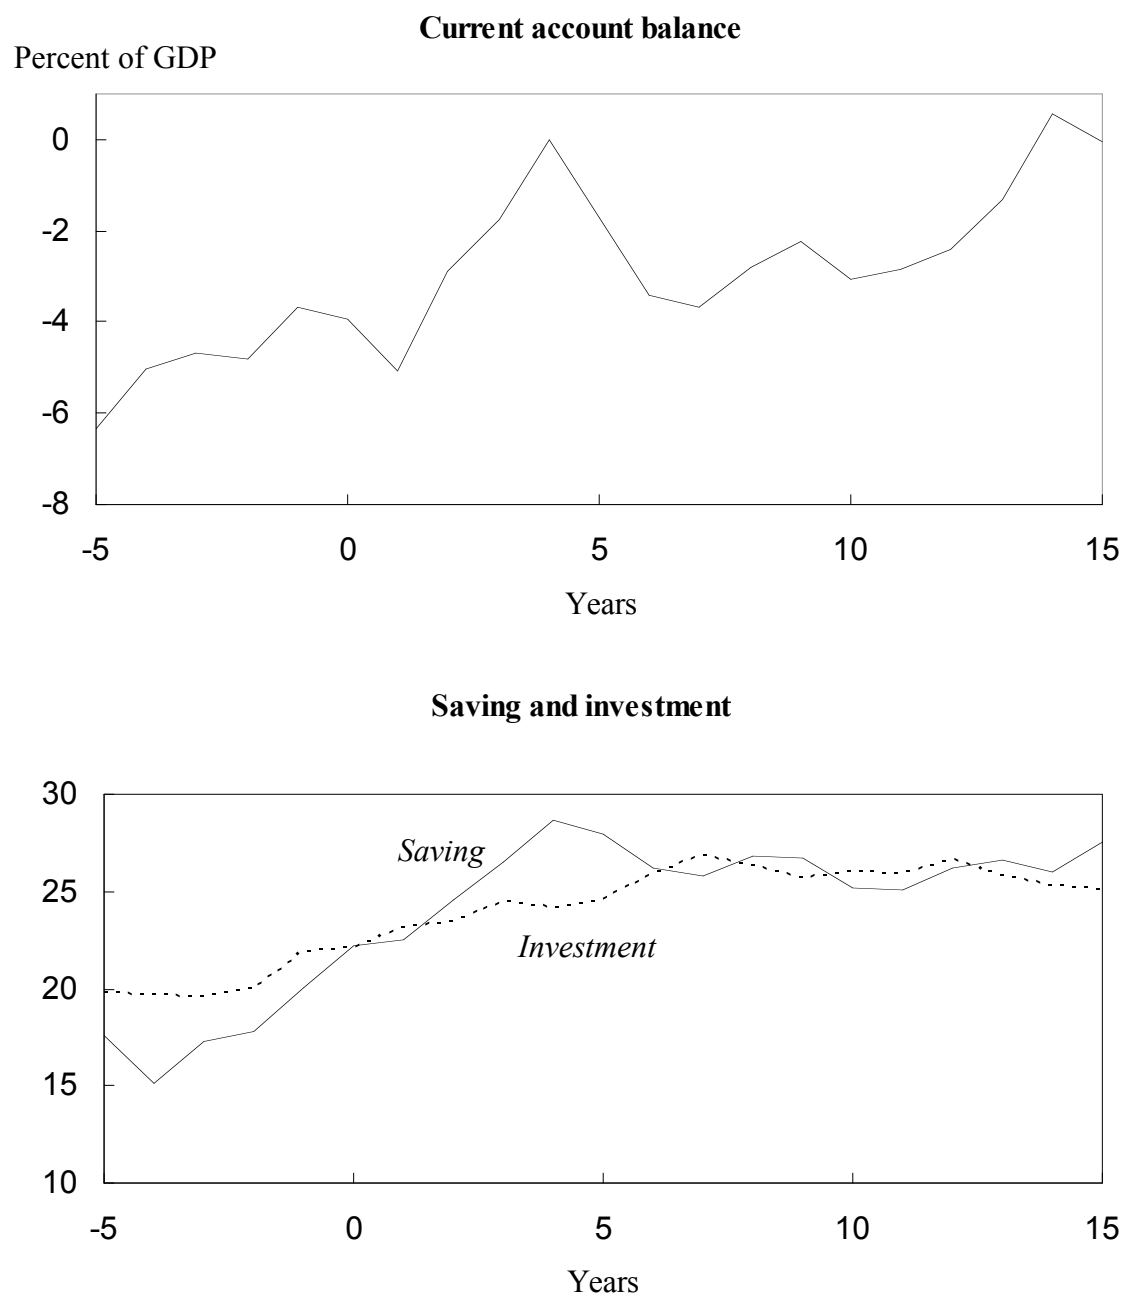 Current account balance
Percent of GDP
0
-2
-4
-6
-8
-5 0 5 10 15
Years
Saving and investment
30
25
20
15
10
Saving
Investment
-5 0 5 10 15
Years